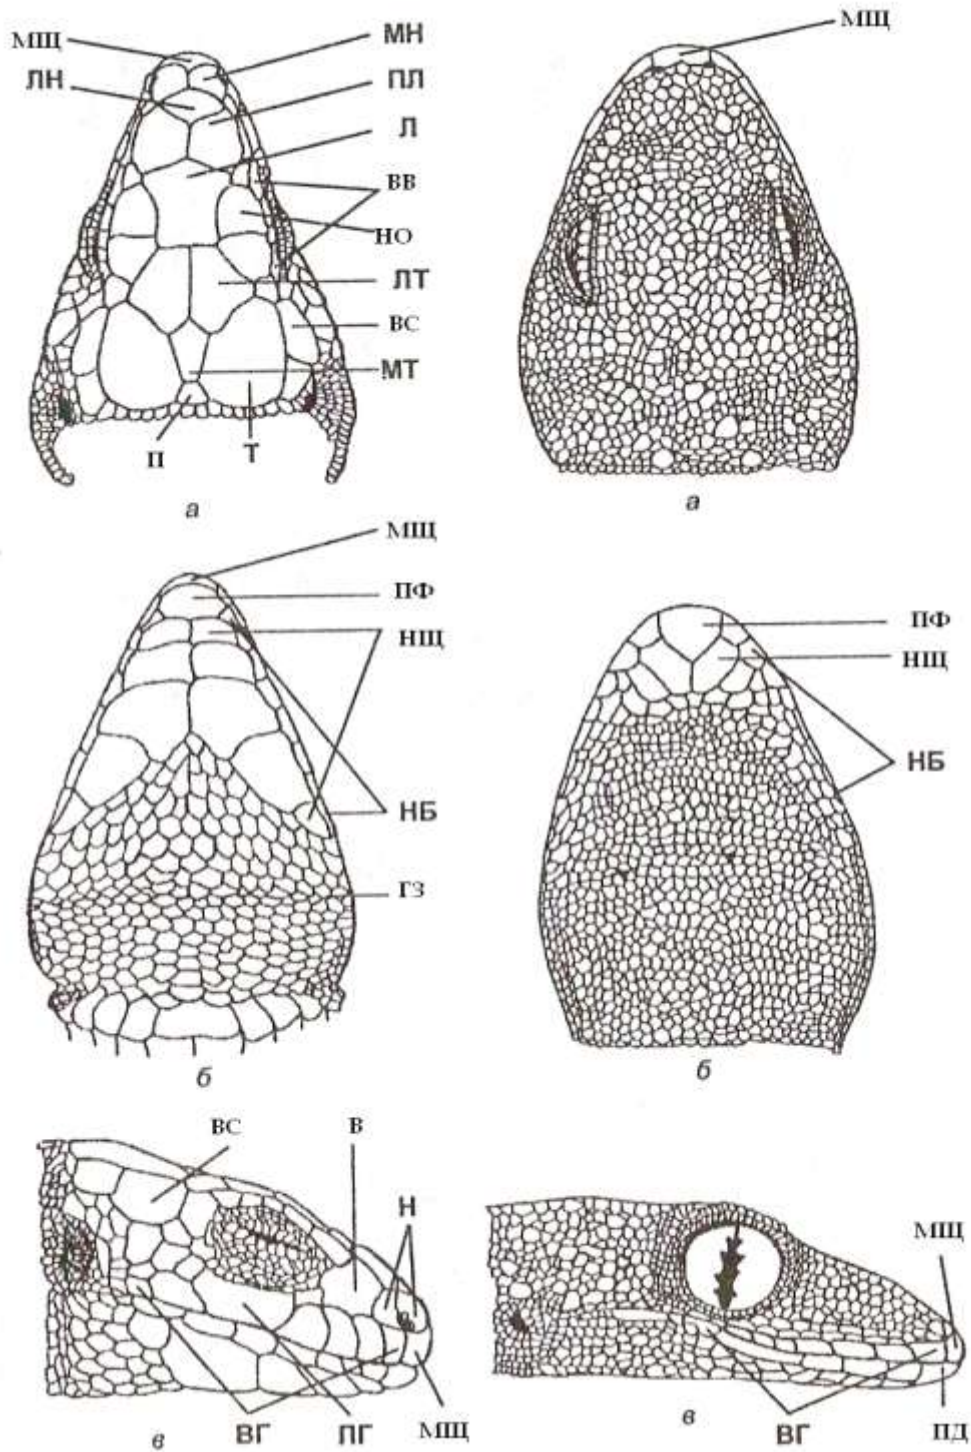 МЩ
МН
ЛН
ПЛ
Л
ВВ
НО
ЛТ
ВС
МТ
П
Т
а
МЩ
а
МЩ
ПФ
НЩ
НБ
ГЗ
б
ПФ
НЩ
НБ
б
ВС
В
Н
ВГ
ПГ
МЩ
в
МЩ
ВГ
ПД
в